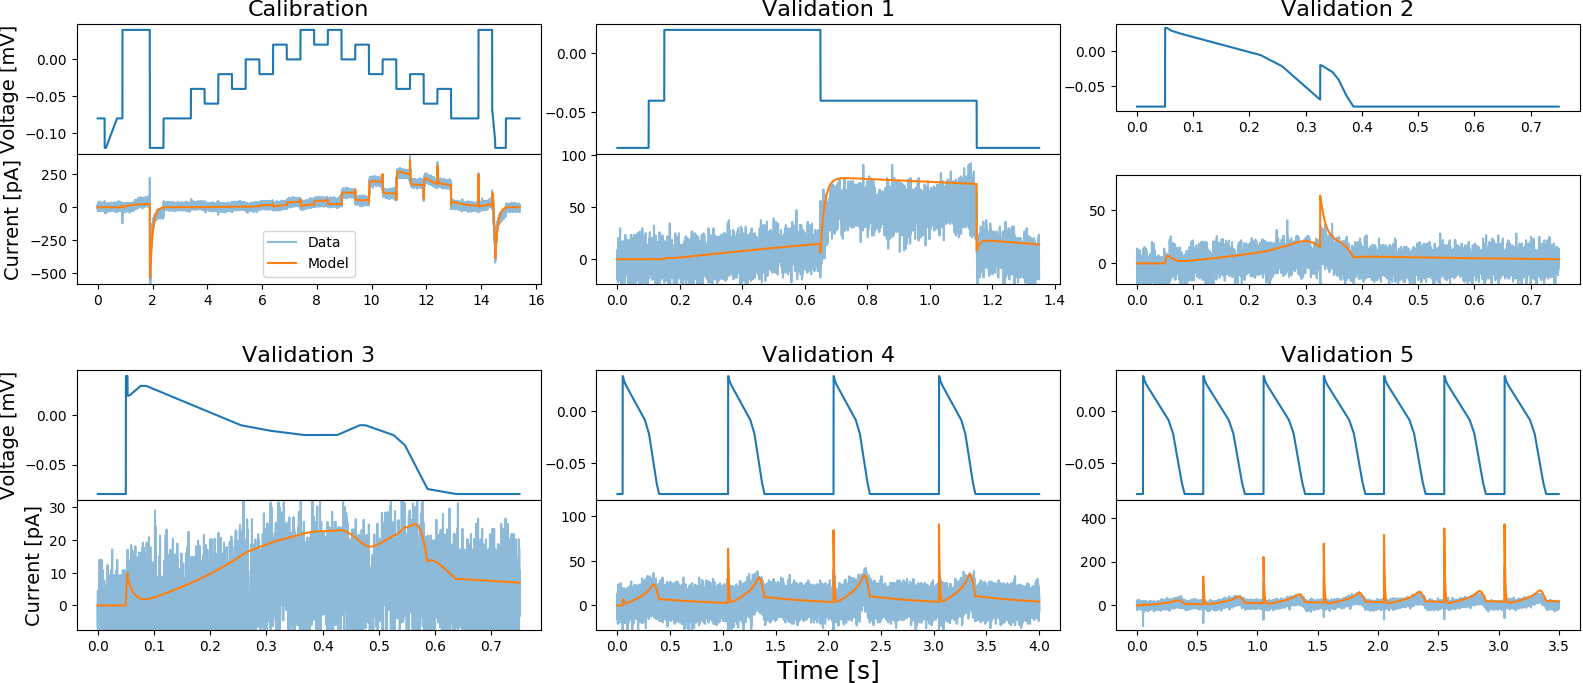 Calibration
Validation 1
Validation 2
Voltage [mV]
0.00
−0.05
−0.10
0.00
−0.05
0.00
−0.05
0.0 0.1 0.2 0.3 0.4 0.5 0.6 0.7
Current [pA]
250
0
−250
−500
Data
Model
100
50
0
50
0
0 2 4 6 8 10 12 14 16
0.0 0.2 0.4 0.6 0.8 1.0 1.2 1.4
0.0 0.1 0.2 0.3 0.4 0.5 0.6 0.7
Validation 3
Validation 4
Validation 5
Voltage [mV]
0.00
−0.05
0.00
−0.05
0.00
−0.05
Current [pA]
30
20
10
0
100
50
0
400
200
0
0.0 0.1 0.2 0.3 0.4 0.5 0.6 0.7
0.0 0.5 1.0 1.5 2.0 2.5 3.0 3.5 4.0
0.0 0.5 1.0 1.5 2.0 2.5 3.0 3.5
Time [s]